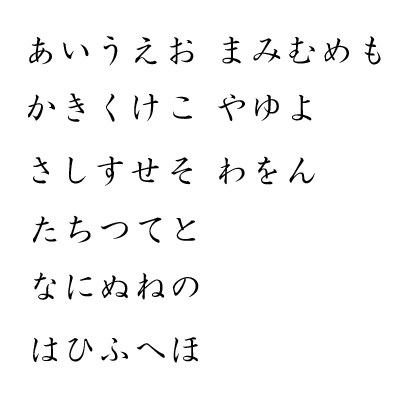 あいうえお まみむめも
かきくけこ やゆよ
さしすせそ わをん
たちつてと
なにぬねの
はひふへほ